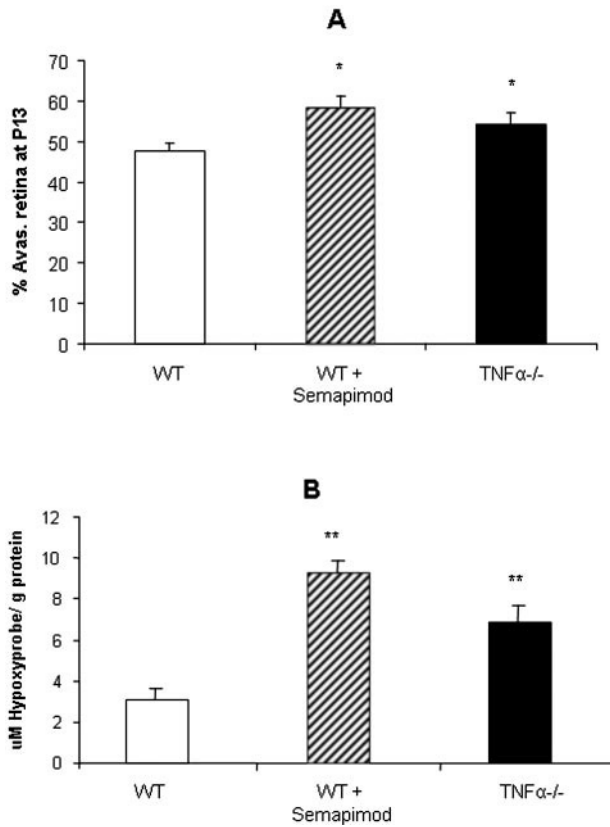 A
% Avas. retina at P13
70
60
50
40
30
20
10
0
*
*
WT
WT +
Semapimod
TNFα-/-
B
uM Hypoxyprobe/ g protein
12
10
8
6
4
2
0
**
**
WT
WT +
Semapimod
TNFα-/-